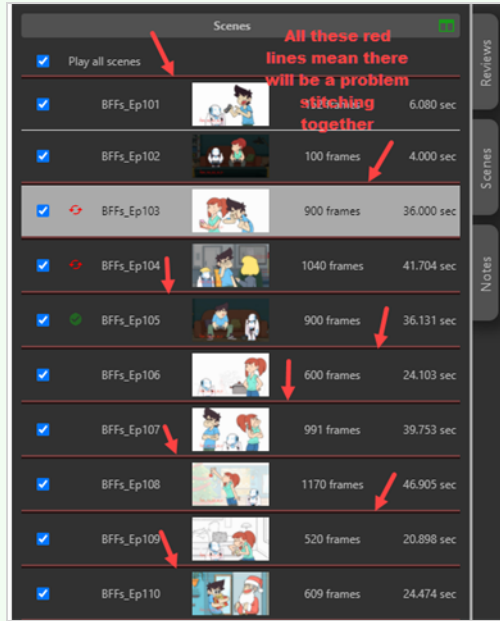 Scenes
All these red
lines mean there
will be a problem
stitching
together
Play all scenes
BFFs_Ep101 frames 6.080 sec
BFFs_Ep102 100 frames 4.000 sec
BFFs_Ep103 900 frames 36.000 sec
BFFs_Ep104 1040 frames 41.704 sec
BFFs_Ep105 900 frames 36.131 sec
BFFs_Ep106 600 frames 24.103 sec
BFFs_Ep107 991 frames 39.753 sec
BFFs_Ep108 1170 frames 46.905 sec
BFFs_Ep109 520 frames 20.898 sec
BFFs_Ep110 609 frames 24.474 sec
Reviews
Scenes
Notes